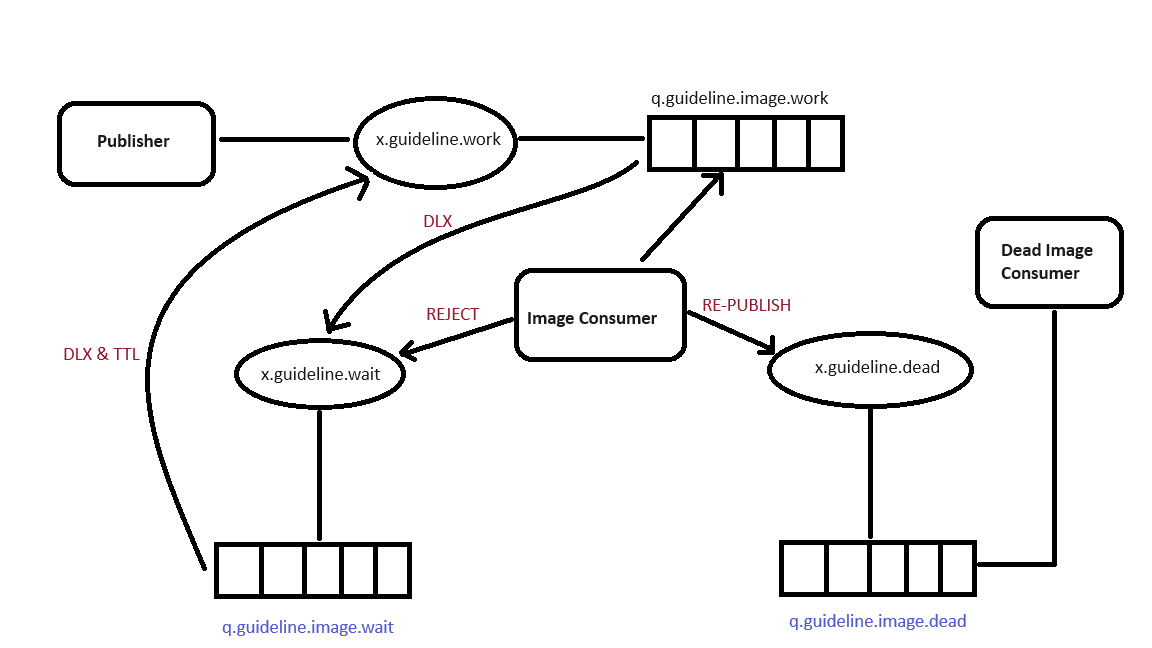 q.guideline.image.work
Publisher
x.guideline.work
DLX
Dead Image
Consumer
REJECT
Image Consumer
RE-PUBLISH
DLX & TTL
x.guideline.wait
x.guideline.dead
q.guideline.image.wait
q.guideline.image.dead